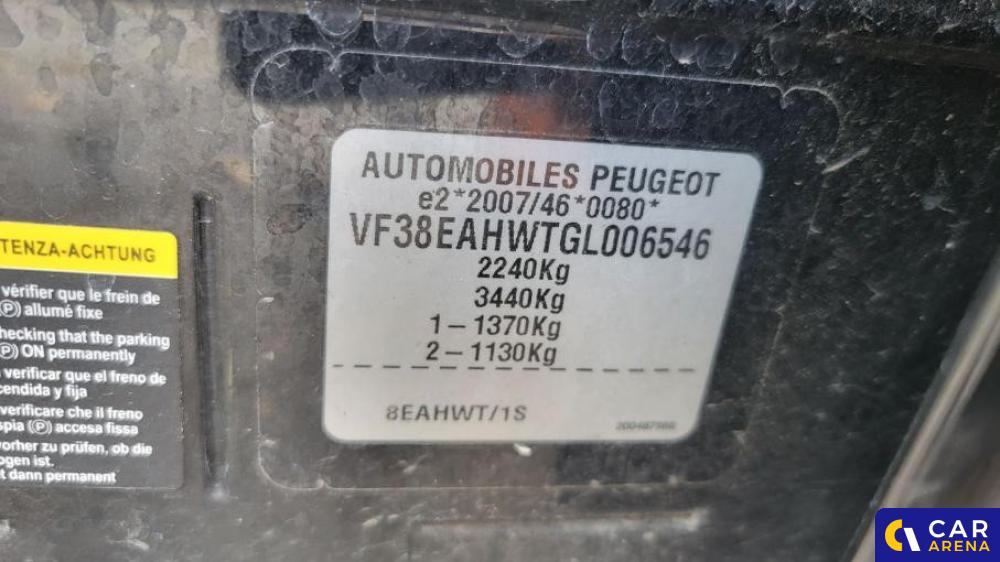 AUTOMOBILES PEUGEOT
e2*2007/46*0080*
VF38EAHWTGL006546
2240Kg
3440Kg
1-1370Kg
2-1130Kg
8EAHWT/1S
TENZA-ACHTUNG
vérifier que le frein de
(P) allumé fixe
hecking that the parking
(P) ON permanently
verificar que el freno de
cendida y fija
verificare che il freno
spia (P) accesa fissa
vorher zu prüfen, ob die
ogen ist.
t dann permanent
CAR
ARENA